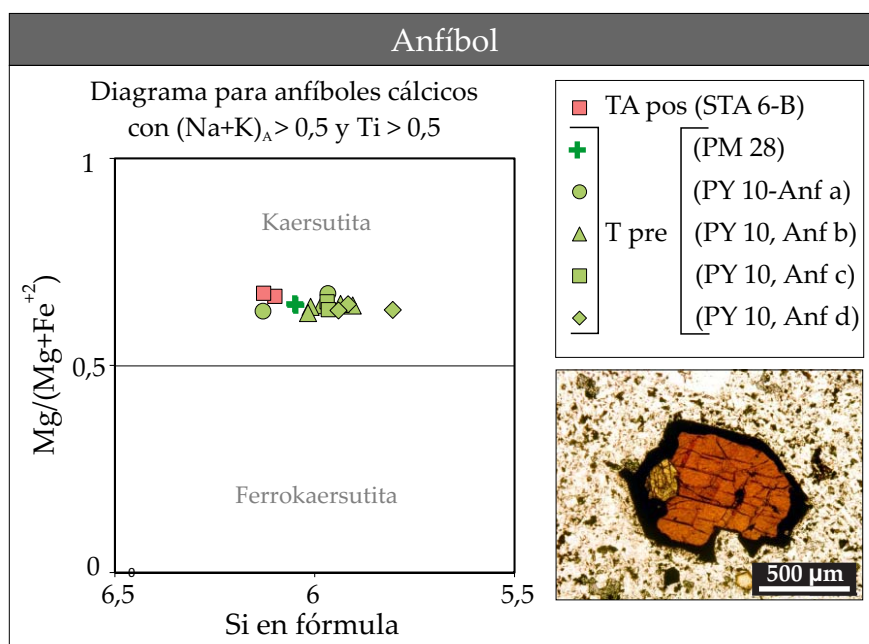 Anfíbol
Diagrama para anfíboles cálcicos
con (Na+K)A > 0,5 y Ti > 0,5
1
Kaersutita
Mg/(Mg+Fe+2)
0,5
Ferrokaersutita
0
0
6,5
6
5,5
Si en fórmula
TA pos (STA 6-B)
(PM 28)
(PY 10-Anf a)
T pre (PY 10, Anf b)
(PY 10, Anf c)
(PY 10, Anf d)
500 µm